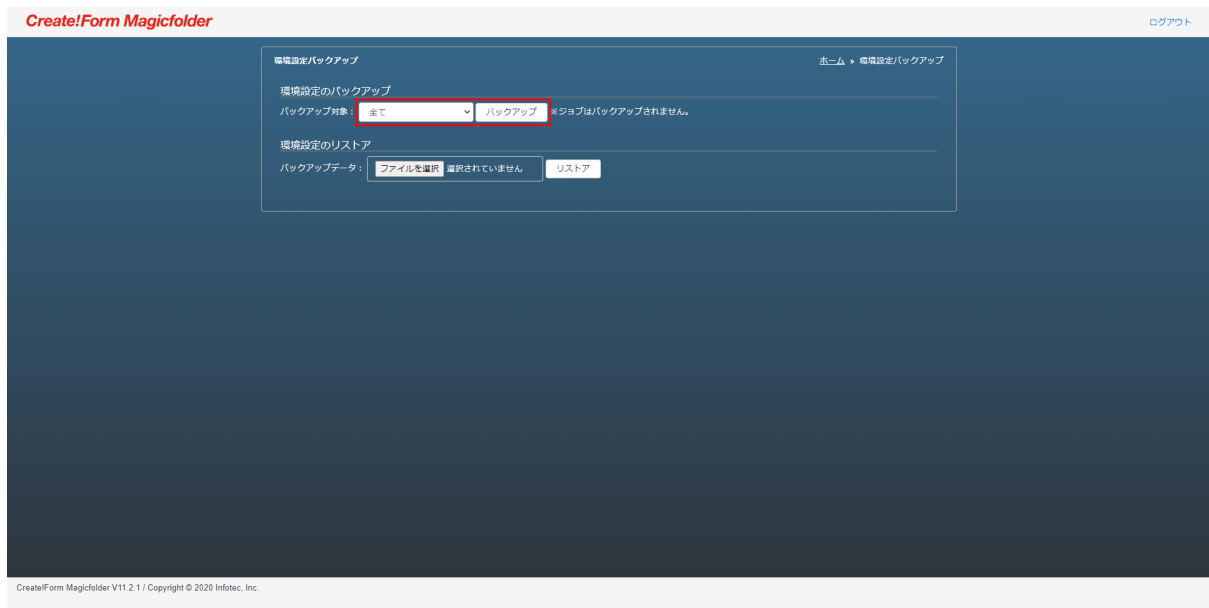 Create!Form Magicfolder ログアウト
環境設定バックアップ ホーム » 環境設定バックアップ
環境設定のバックアップ
バックアップ対象： 全て バックアップ ※ジョブはバックアップされません。
環境設定のリストア
バックアップデータ： ファイルを選択 選択されていません リストア
Create!Form Magicfolder V11.2.1 / Copyright © 2020 Infotec, Inc.